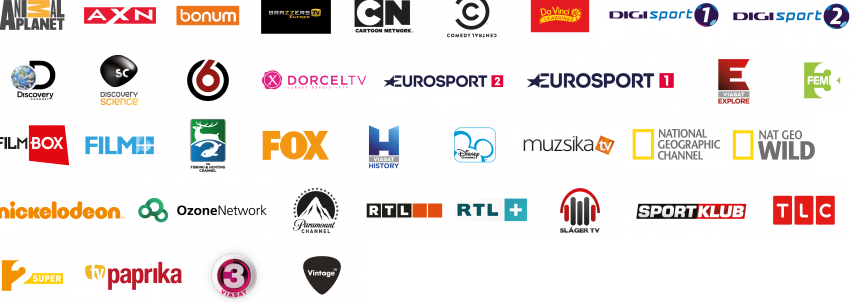 ANIMAL
PLANET
AXN
bonum
BRAZZERS TV
Europe
CN
CARTOON NETWORK
COMEDY CENTRAL
Da Vinci
LEARNING
DIGI sport 1
DIGI sport 2
D
Discovery
CHANNEL
SC
DISCOVERY
SCIENCE
6
DORCEL TV
EUROSPORT 2
EUROSPORT 1
E
VIASAT
EXPLORE
FEM 3
FILM BOX
FILM+
THE
FISHING & HUNTING
CHANNEL
FOX
H
VIASAT
HISTORY
Disney
CHANNEL
muzsika tv
NATIONAL
GEOGRAPHIC
CHANNEL
NAT GEO
WILD
nickelodeon
OzoneNetwork
Paramount
CHANNEL
RTL II
RTL +
SLÁGER TV
SPORTKLUB
TLC
2 SUPER
tv paprika
3
VIASAT
Vintage